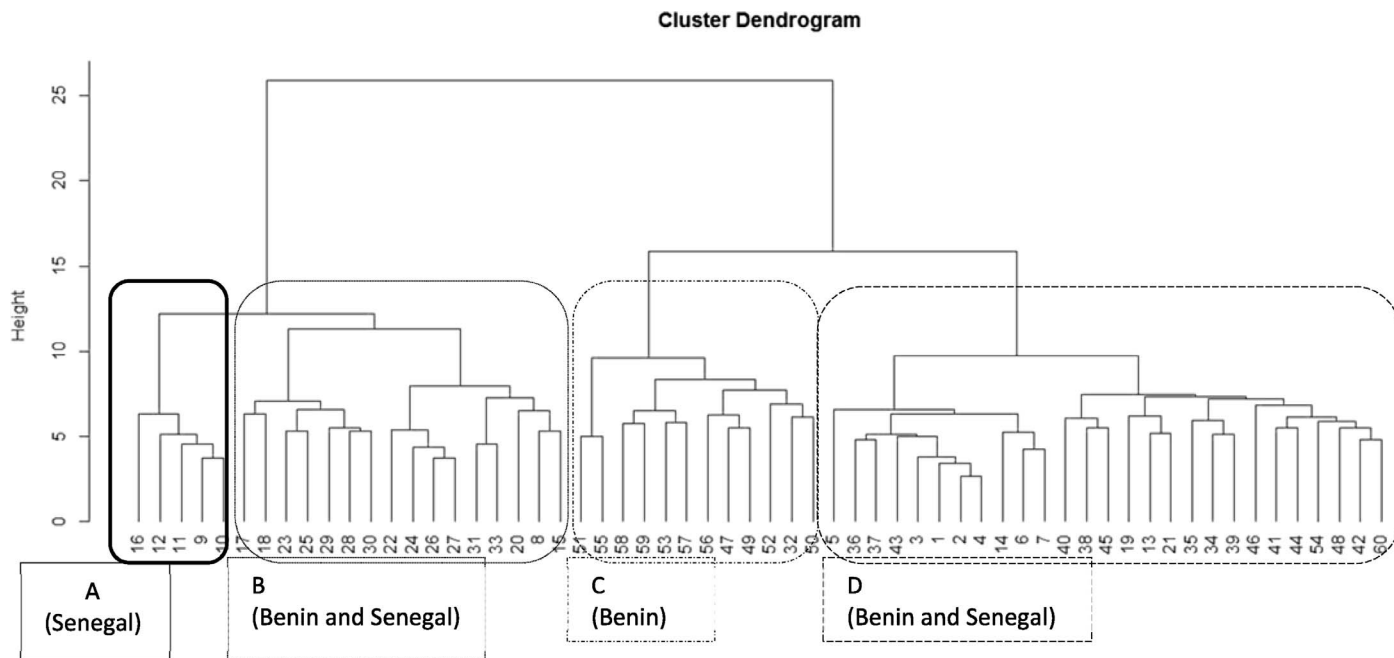 Cluster Dendrogram
Height
0
5
10
15
20
25
16 12 11 9 10 17 18 23 25 29 28 30 22 24 26 27 31 33 20 8 15 51 55 58 59 53 57 56 47 49 52 32 50 5 36 37 43 3 1 2 4 14 6 7 40 38 45 19 13 21 35 34 39 46 41 44 54 48 42 60
A
(Senegal)
B
(Benin and Senegal)
C
(Benin)
D
(Benin and Senegal)